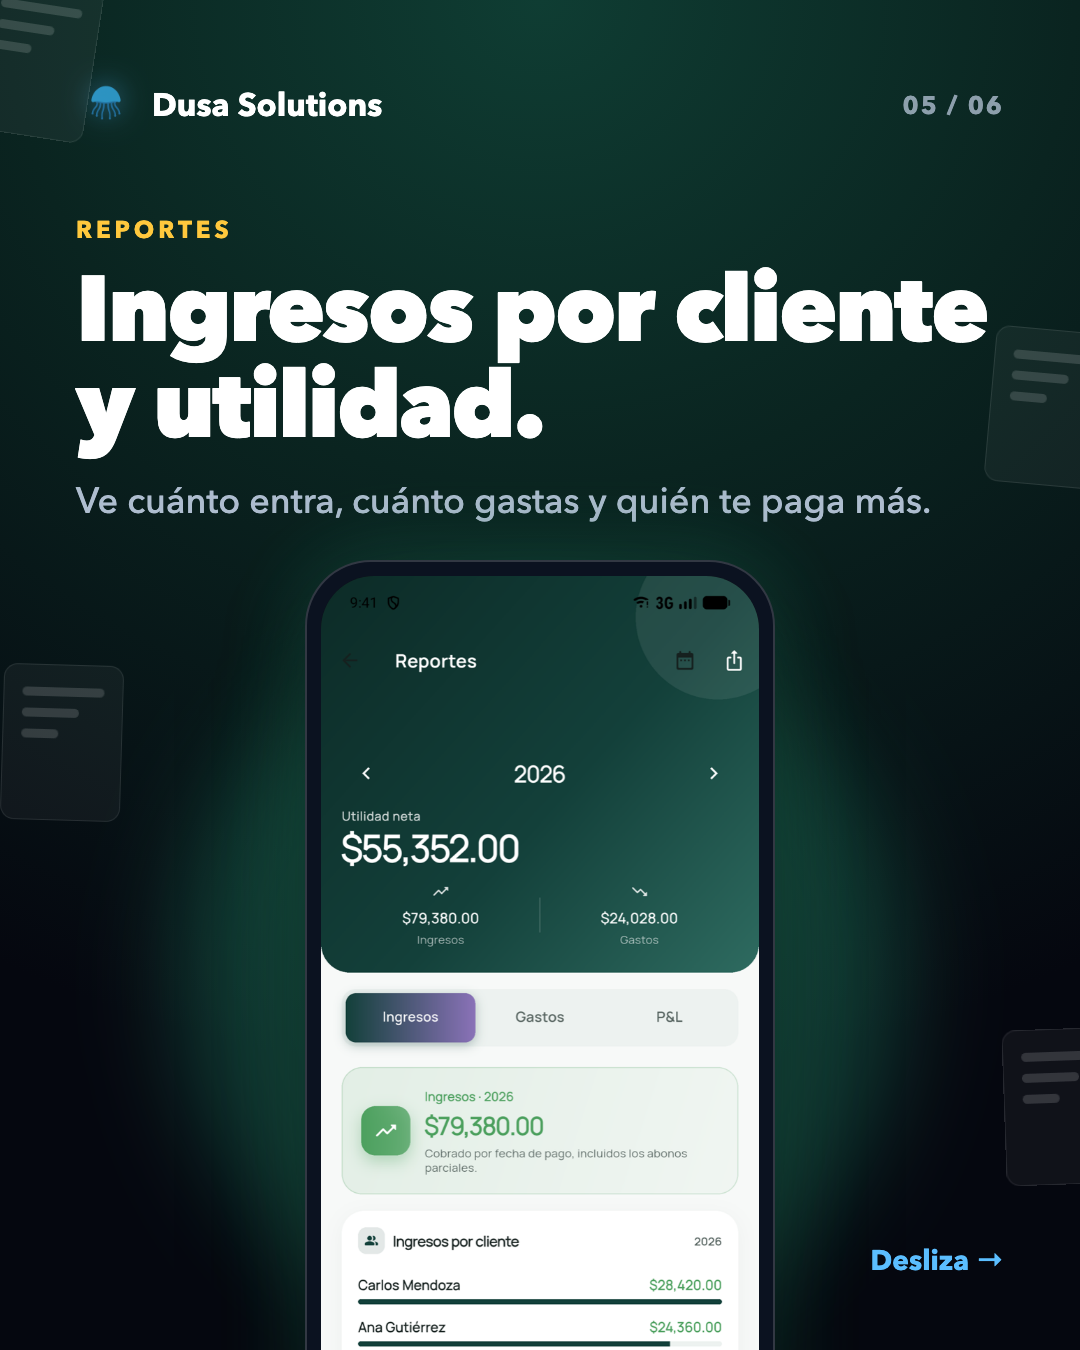 Dusa Solutions
05 / 06
REPORTES
Ingresos por cliente
y utilidad.
Ve cuánto entra, cuánto gastas y quién te paga más.
9:41
3G
Reportes
2026
Utilidad neta
$55,352.00
$79,380.00
$24,028.00
Ingresos
Gastos
Ingresos
Gastos
P&L
Ingresos · 2026
$79,380.00
Cobrado por fecha de pago, incluidos los abonos
parciales.
Ingresos por cliente
2026
Carlos Mendoza
$28,420.00
Ana Gutiérrez
$24,360.00
Desliza →